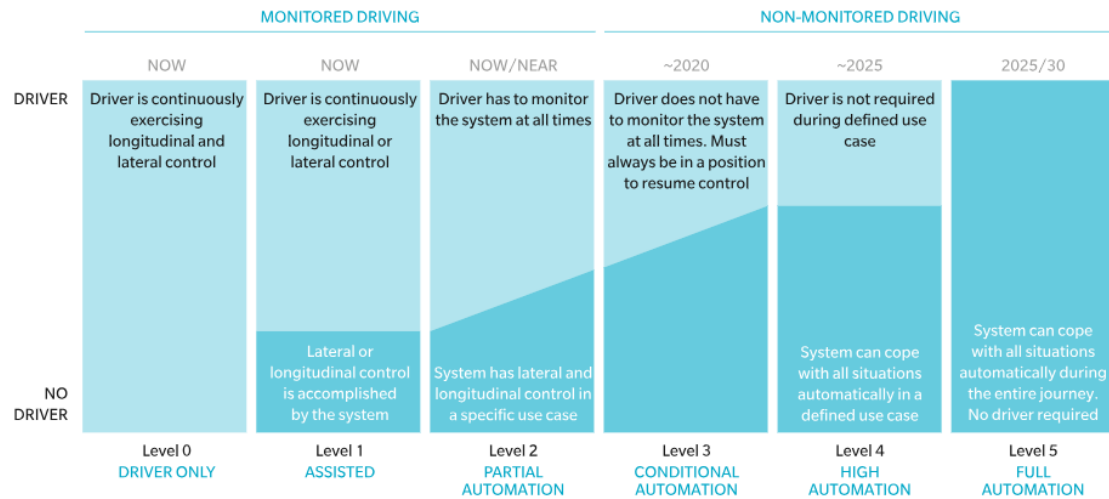 MONITORED DRIVING
NON-MONITORED DRIVING
NOW
NOW
NOW/NEAR
~2020
~2025
2025/30
DRIVER
Driver is continuously
exercising
longitudinal and
lateral control
Driver is continuously
exercising
longitudinal or
lateral control
Driver has to monitor
the system at all times
Driver does not have
to monitor the system
at all times. Must
always be in a position
to resume control
Driver is not required
during defined use
case
NO
DRIVER
Lateral or
longitudinal control
is accomplished
by the system
System has lateral and
longitudinal control in
a specific use case
System can cope
with all situations
automatically in a
defined use case
System can cope
with all situations
automatically during
the entire journey.
No driver required
Level 0
DRIVER ONLY
Level 1
ASSISTED
Level 2
PARTIAL
AUTOMATION
Level 3
CONDITIONAL
AUTOMATION
Level 4
HIGH
AUTOMATION
Level 5
FULL
AUTOMATION